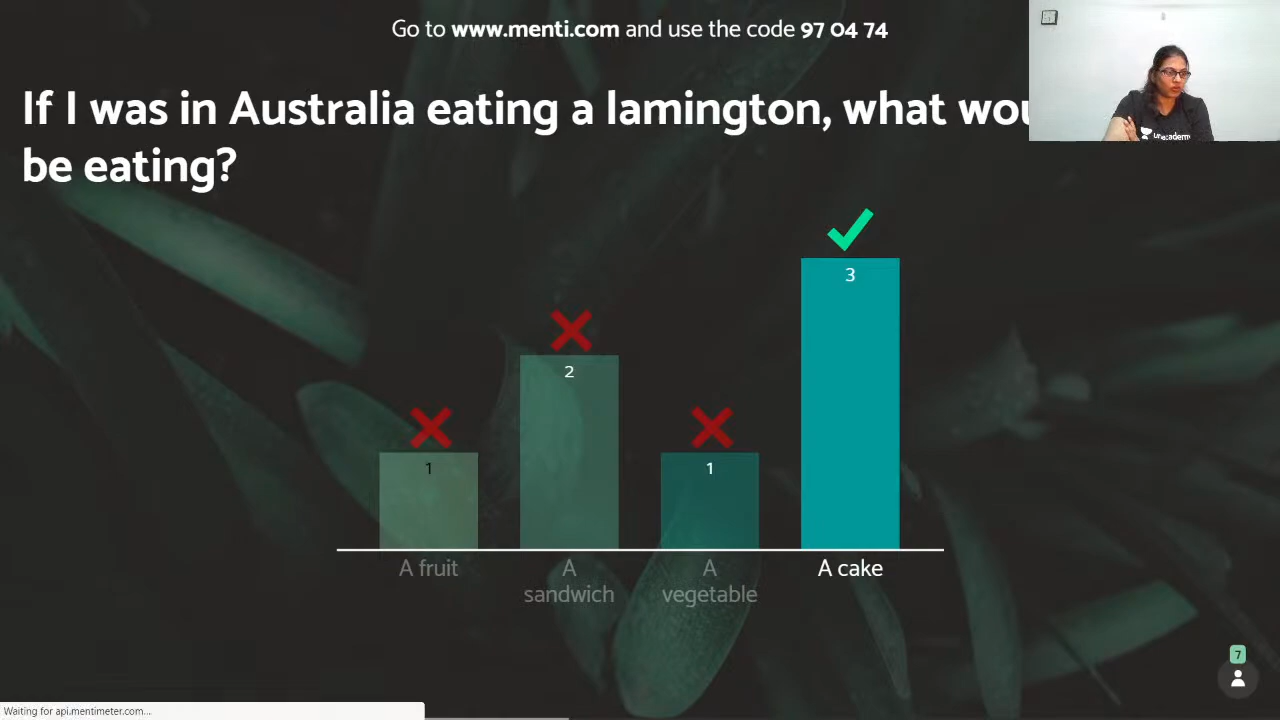 Go to www.menti.com and use the code 97 04 74
If I was in Australia eating a lamington, what wou
be eating?
3
2
1
1
A fruit
A
sandwich
A
vegetable
A cake
unacademy
7
Waiting for api.mentimeter.com...